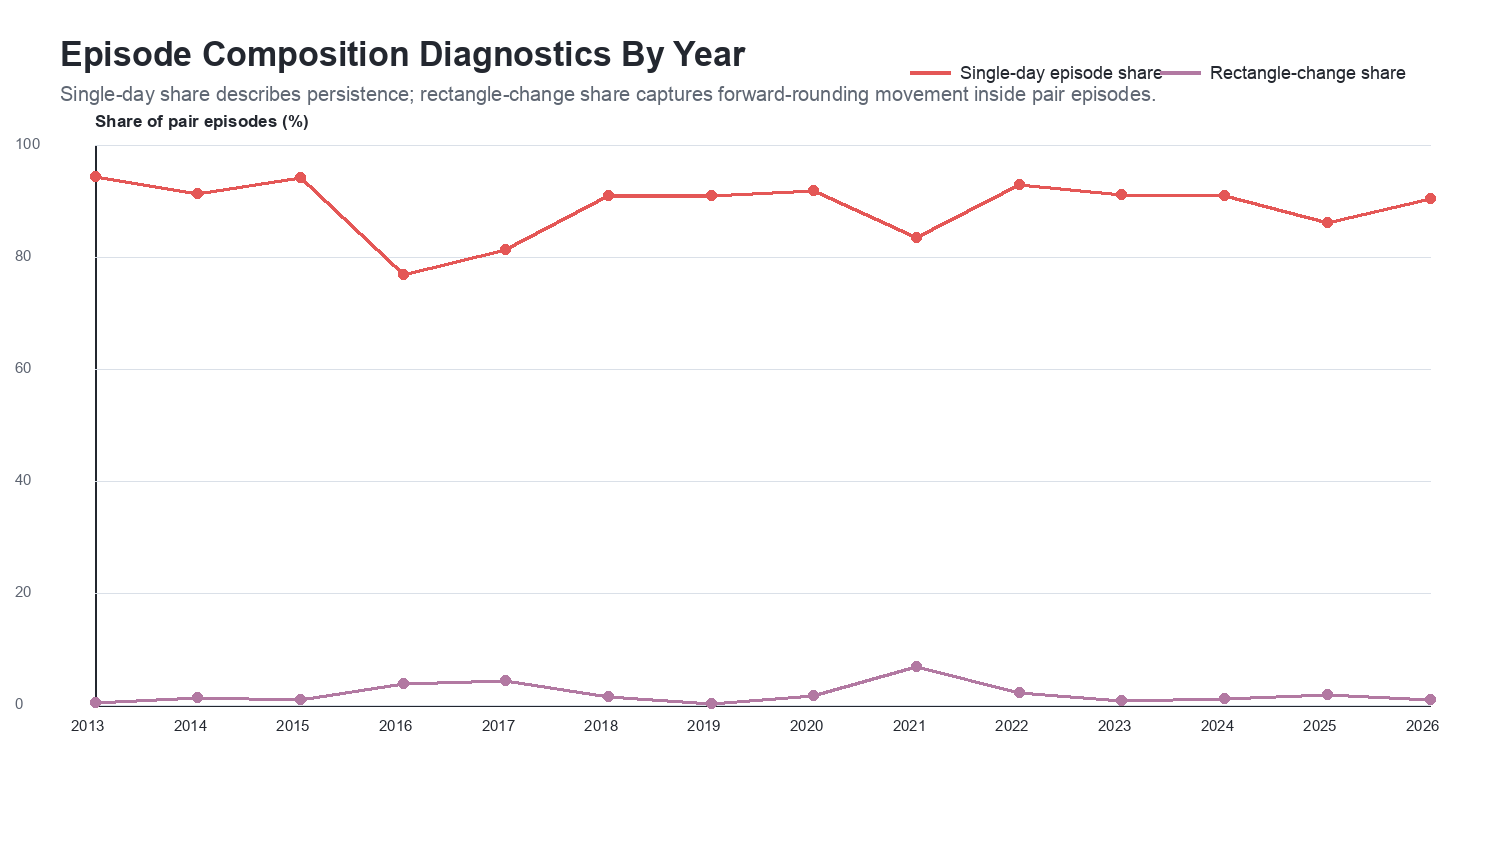 Episode Composition Diagnostics By Year
Single-day episode share
Rectangle-change share
Single-day share describes persistence; rectangle-change share captures forward-rounding movement inside pair episodes.
Share of pair episodes (%)
100
80
60
40
20
0
2013 2014 2015 2016 2017 2018 2019 2020 2021 2022 2023 2024 2025 2026